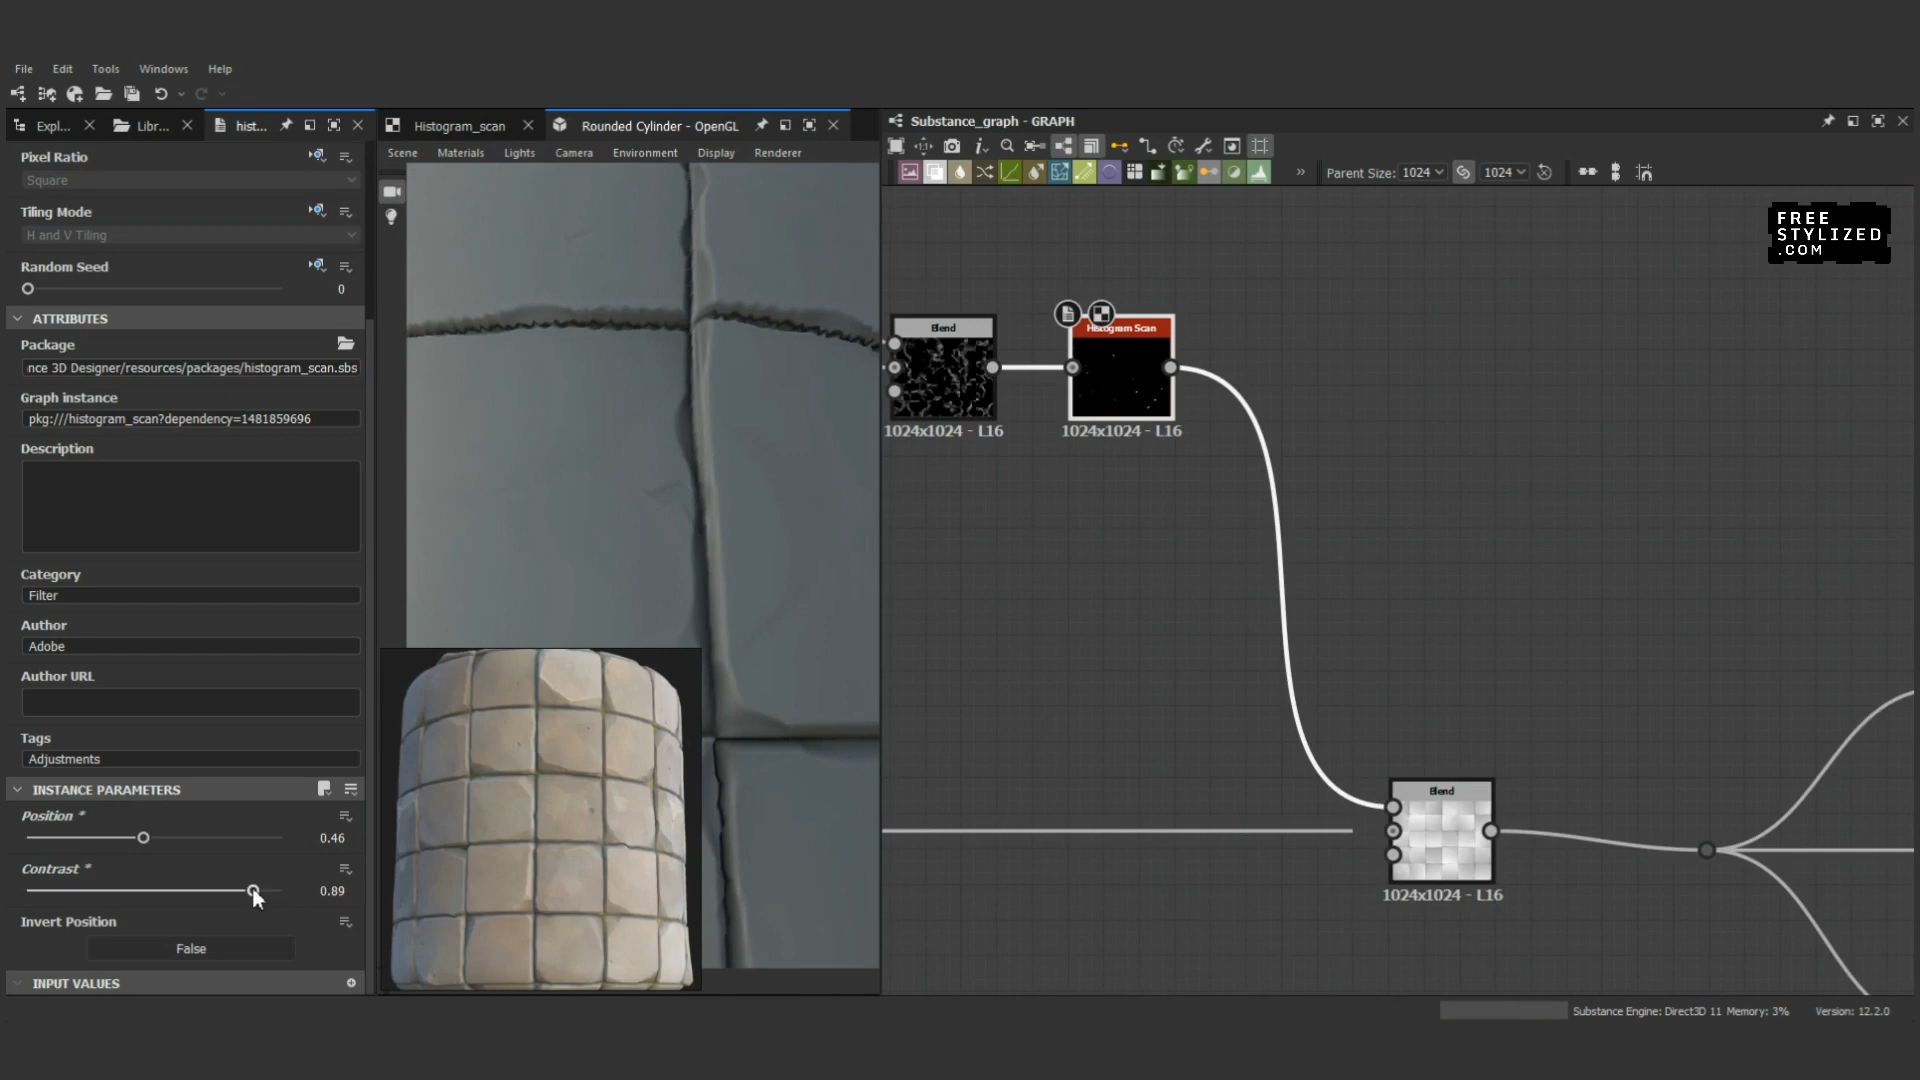 File Edit Tools Windows Help
Expl... Libr... hist...
Histogram_scan Rounded Cylinder - OpenGL
Substance_graph - GRAPH
Scene Materials Lights Camera Environment Display Renderer
Parent Size: 1024 1024
Pixel Ratio
Square
Tiling Mode
H and V Tiling
Random Seed
0
ATTRIBUTES
Package
nce 3D Designer/resources/packages/histogram_scan.sbs
Graph instance
pkg:///histogram_scan?dependency=1481859696
Description
Category
Filter
Author
Adobe
Author URL
Tags
Adjustments
INSTANCE PARAMETERS
Position *
0.46
Contrast *
0.89
Invert Position
False
INPUT VALUES
FREE
STYLIZED
.COM
Blend
1024x1024 - L16
Histogram Scan
1024x1024 - L16
Blend
1024x1024 - L16
Substance Engine: Direct3D 11 Memory: 3% Version: 12.2.0